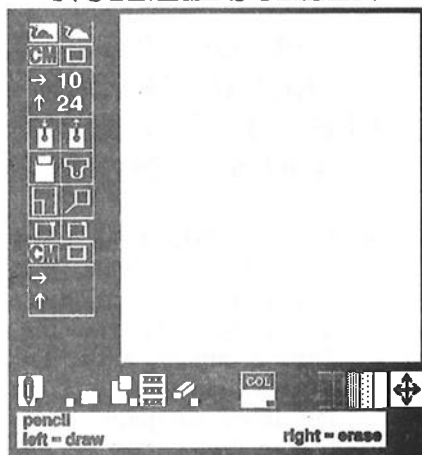 CM
→ 10
↑ 24
CM
→
↑
COL
pencil
left = draw right = erase